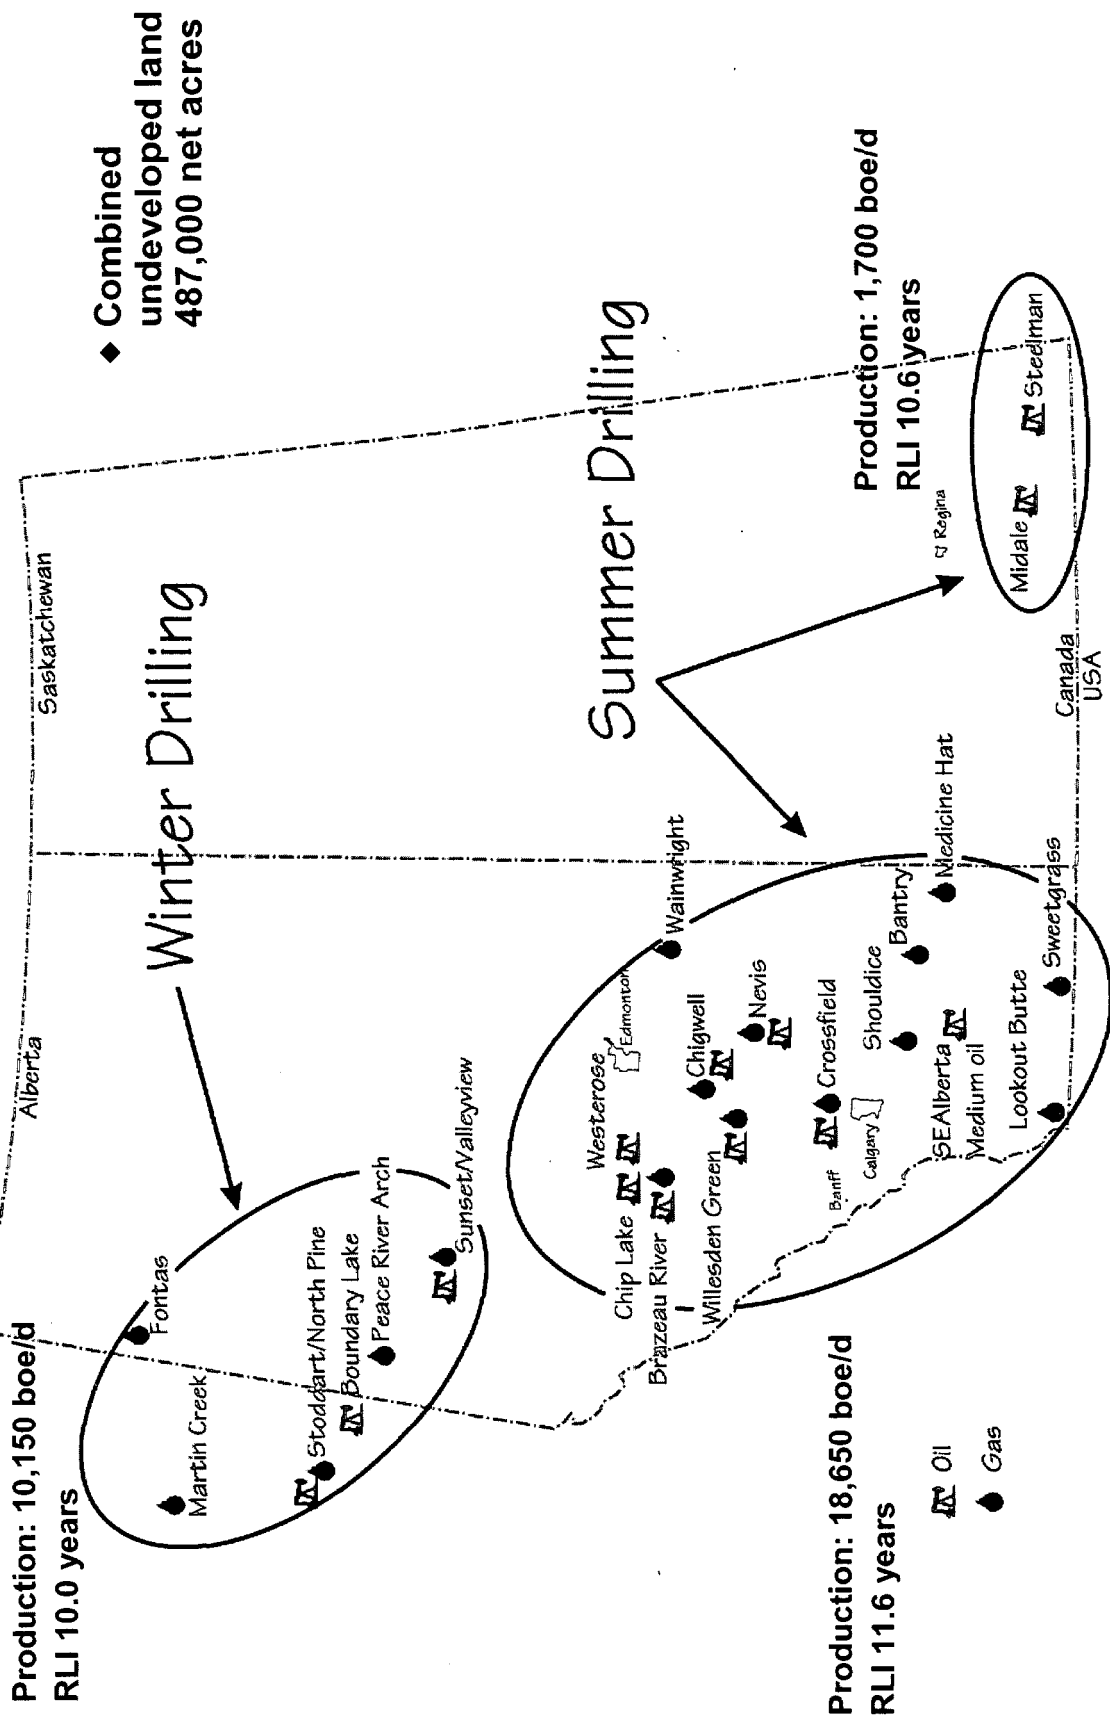 Production: 10,150 boe/d
RLI 10.0 years
◆ Combined
undeveloped land
487,000 net acres
Alberta
Saskatchewan
Winter Drilling
Fontas
Martin Creek
Stoddart/North Pine
Boundary Lake
Peace River Arch
Sunset/Valleyview
Summer Drilling
Westerose
Edmonton
Wainwright
Chip Lake
Brazeau River
Chigwell
Willesden Green
Nevis
Banff
Crossfield
Calgary
Shouldice
Bantry
Medicine Hat
SEAlberta
Medium oil
Lookout Butte
Sweetgrass
Production: 1,700 boe/d
RLI 10.6 years
Regina
Midale
Steelman
Canada
USA
Production: 18,650 boe/d
RLI 11.6 years
Oil
Gas